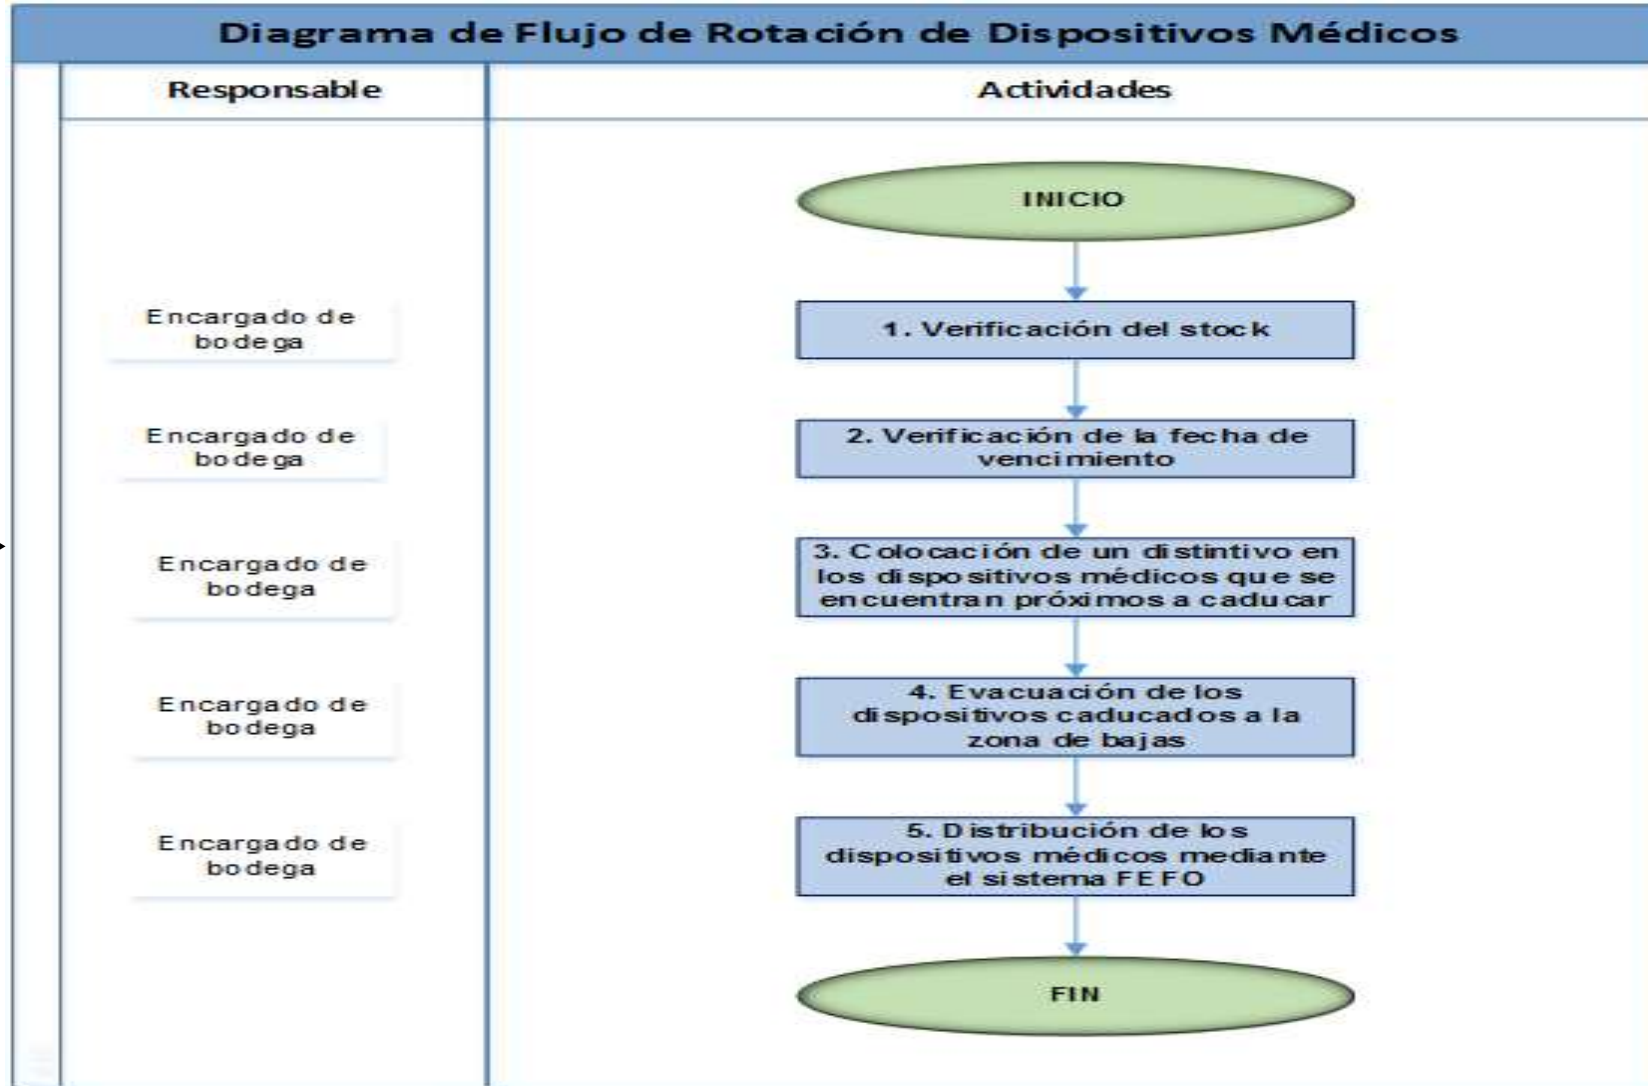 Diagrama de Flujo de Rotación de Dispositivos Médicos
Responsable
Actividades
INICIO
Encargado de
bodega
1. Verificación del stock
Encargado de
bodega
2. Verificación de la fecha de
vencimiento
Encargado de
bodega
3. Colocación de un distintivo en
los dispositivos médicos que se
encuentran próximos a caducar
Encargado de
bodega
4. Evacuación de los
dispositivos caducados a la
zona de bajas
Encargado de
bodega
5. Distribución de los
dispositivos médicos mediante
el sistema FEFO
FIN